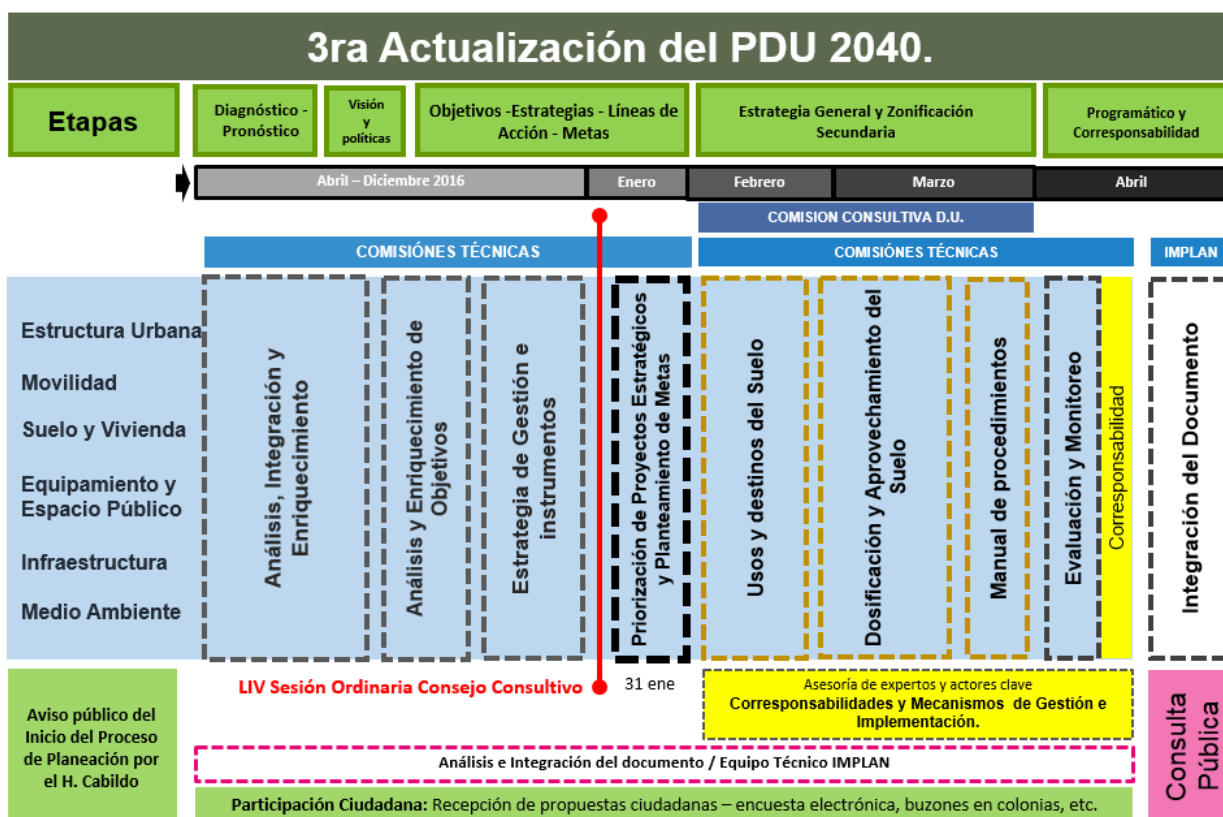 3ra Actualización del PDU 2040.
Etapas
Diagnóstico -
Pronóstico
Visión
y
políticas
Objetivos -Estrategias - Líneas de
Acción - Metas
Estrategia General y Zonificación
Secundaria
Programático y
Corresponsabilidad
Abril – Diciembre 2016
Enero
Febrero
Marzo
Abril
COMISION CONSULTIVA D.U.
COMISIÓNES TÉCNICAS
COMISIÓNES TÉCNICAS
IMPLAN
Estructura Urbana
Movilidad
Suelo y Vivienda
Equipamiento y
Espacio Público
Infraestructura
Medio Ambiente
Análisis, Integración y
Enriquecimiento
Análisis y Enriquecimiento de
Objetivos
Estrategia de Gestión e
instrumentos
Priorización de Proyectos Estratégicos
y Planteamiento de Metas
Usos y destinos del Suelo
Dosificación y Aprovechamiento del
Suelo
Manual de procedimientos
Evaluación y Monitoreo
Corresponsabilidad
Integración del Documento
LIV Sesión Ordinaria Consejo Consultivo
31 ene
Asesoría de expertos y actores clave
Corresponsabilidades y Mecanismos de Gestión e
Implementación.
Aviso público del
Inicio del Proceso
de Planeación por
el H. Cabildo
Análisis e Integración del documento / Equipo Técnico IMPLAN
Participación Ciudadana: Recepción de propuestas ciudadanas – encuesta electrónica, buzones en colonias, etc.
Consulta
Pública